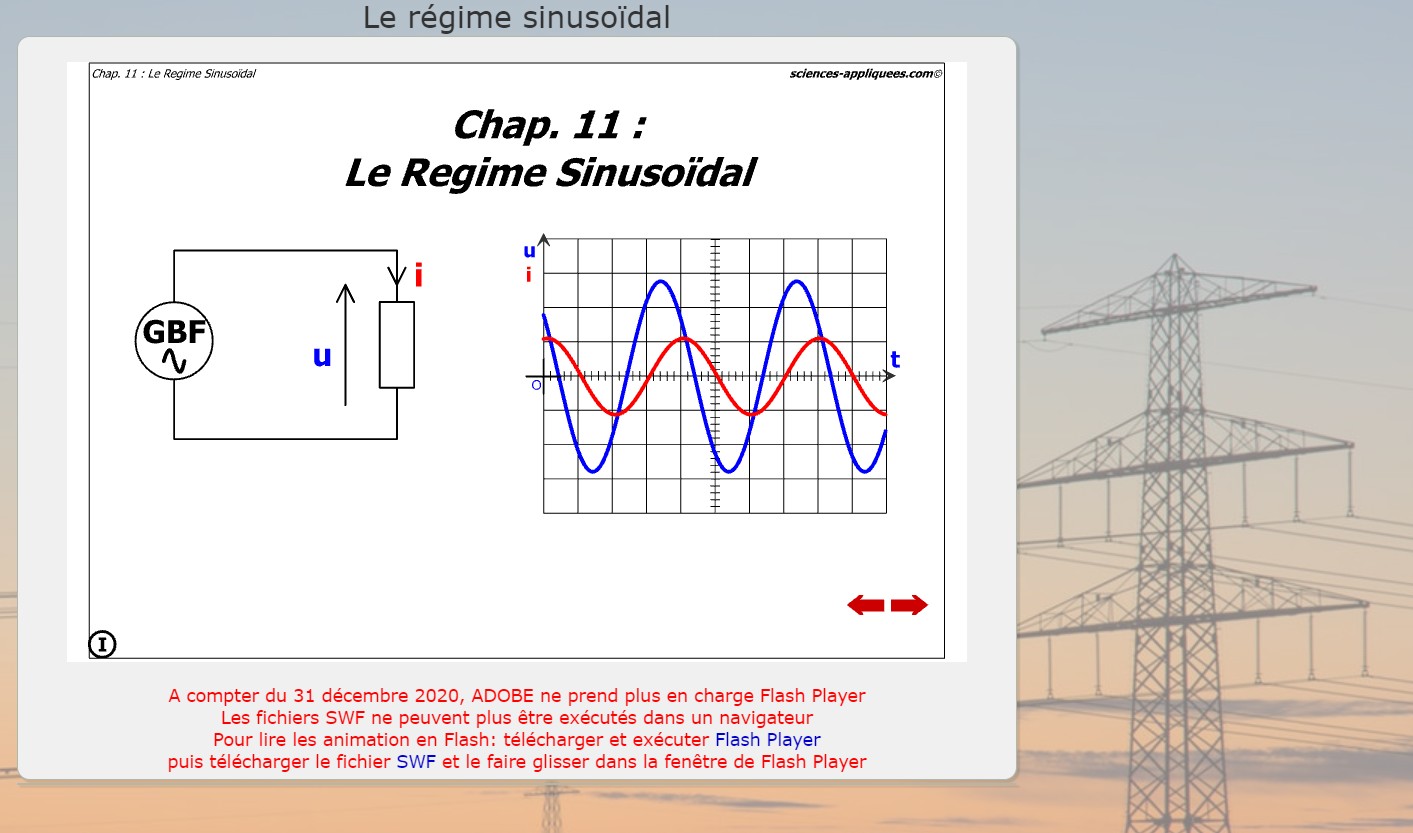 Le régime sinusoïdal
Chap. 11 : Le Regime Sinusoïdal
sciences-appliquees.com©
Chap. 11 :
Le Regime Sinusoïdal
GBF
u
i
u
i
t
O
I
A compter du 31 décembre 2020, ADOBE ne prend plus en charge Flash Player
Les fichiers SWF ne peuvent plus être exécutés dans un navigateur
Pour lire les animation en Flash: télécharger et exécuter Flash Player
puis télécharger le fichier SWF et le faire glisser dans la fenêtre de Flash Player